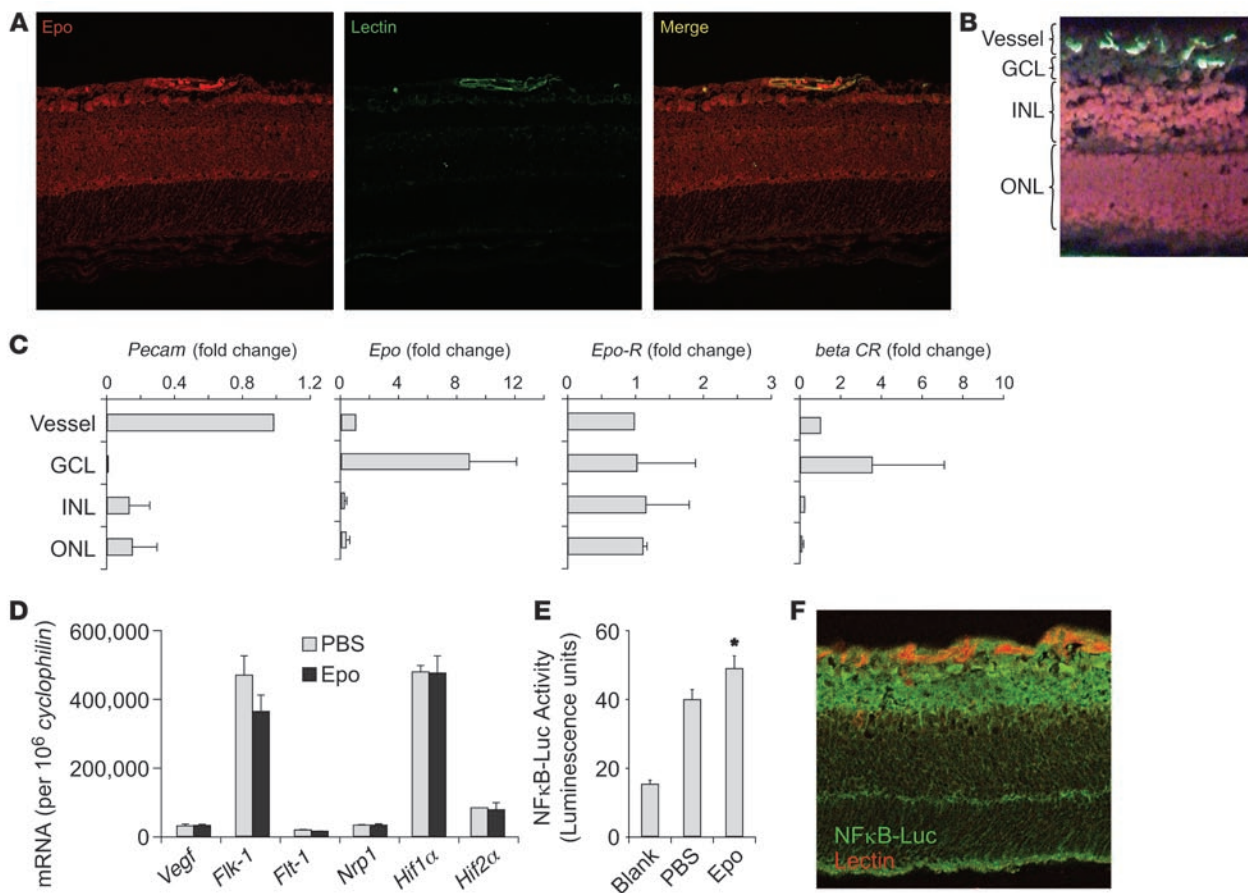 A
Epo
Lectin
Merge
B
Vessel
GCL
INL
ONL
C
Pecam (fold change)
Epo (fold change)
Epo-R (fold change)
beta CR (fold change)
0 0.4 0.8 1.2
0 4 8 12
0 1 2 3
0 2 4 6 8 10
Vessel
GCL
INL
ONL
D
mRNA (per 10⁶ cyclophilin)
600,000
400,000
200,000
0
PBS
Epo
Vegf
Flk-1
Flt-1
Nrp1
Hif1α
Hif2α
E
NFκB-Luc Activity
(Luminescence units)
60
40
20
0
*
Blank
PBS
Epo
F
NFκB-Luc
Lectin